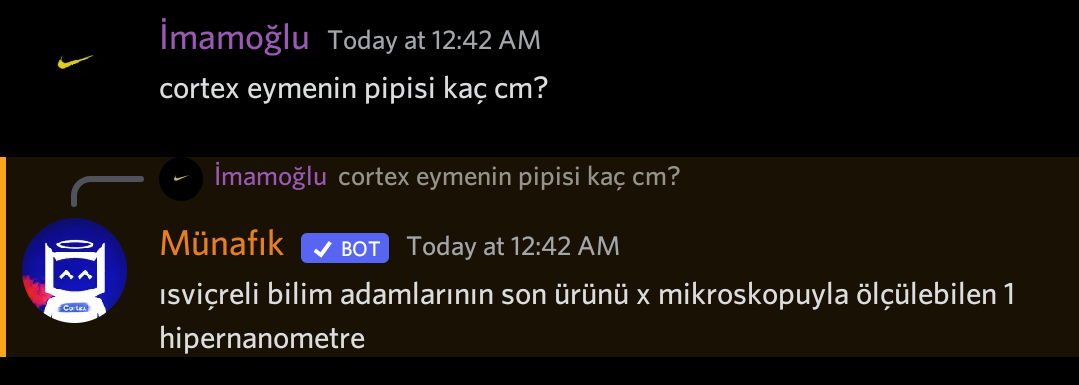 İmamoğlu Today at 12:42 AM
cortex eymenin pipisi kaç cm?
İmamoğlu cortex eymenin pipisi kaç cm?
Münafık BOT Today at 12:42 AM
Cortex
ısviçreli bilim adamlarının son ürünü x mikroskopuyla ölçülebilen 1
hipernanometre